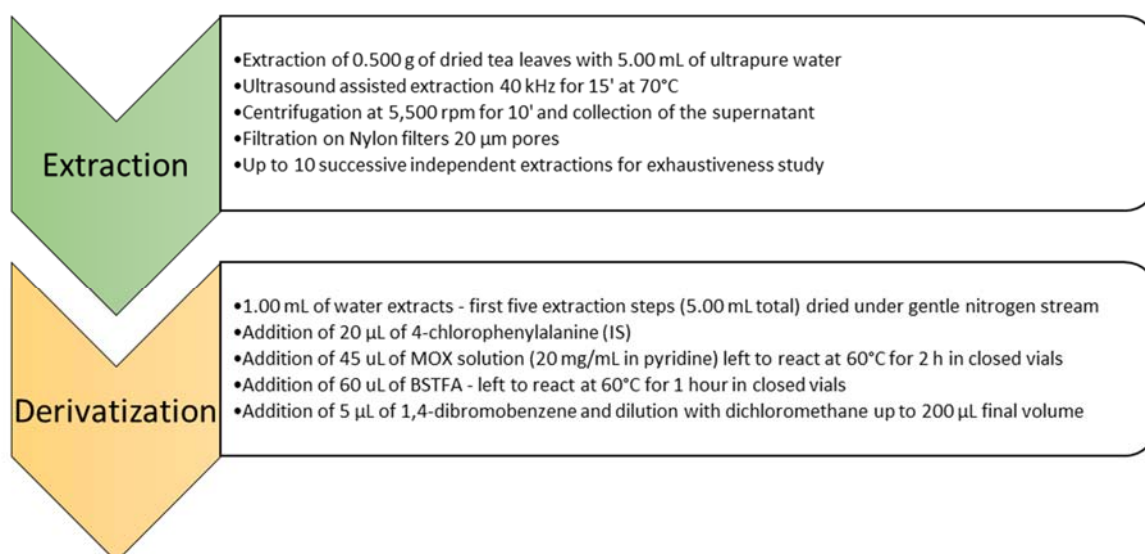 Extraction
•Extraction of 0.500 g of dried tea leaves with 5.00 mL of ultrapure water
•Ultrasound assisted extraction 40 kHz for 15' at 70°C
•Centrifugation at 5,500 rpm for 10' and collection of the supernatant
•Filtration on Nylon filters 20 µm pores
•Up to 10 successive independent extractions for exhaustiveness study
Derivatization
•1.00 mL of water extracts - first five extraction steps (5.00 mL total) dried under gentle nitrogen stream
•Addition of 20 µL of 4-chlorophenylalanine (IS)
•Addition of 45 uL of MOX solution (20 mg/mL in pyridine) left to react at 60°C for 2 h in closed vials
•Addition of 60 uL of BSTFA - left to react at 60°C for 1 hour in closed vials
•Addition of 5 µL of 1,4-dibromobenzene and dilution with dichloromethane up to 200 µL final volume